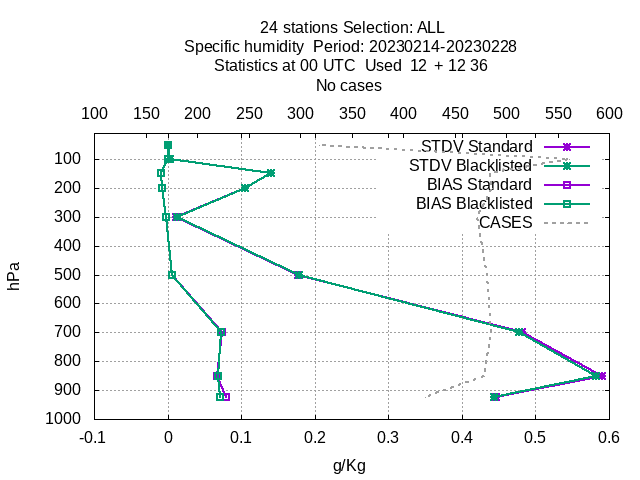 24 stations Selection: ALL
Specific humidity  Period: 20230214-20230228
Statistics at 00 UTC  Used  12  + 12 36
No cases
100 150 200 250 300 350 400 450 500 550 600
STDV Standard
100 STDV Blacklisted
200 BIAS Standard
300 BIAS Blacklisted
CASES
400
hPa
500
600
700
800
900
1000
-0.1 0 0.1 0.2 0.3 0.4 0.5 0.6
g/Kg